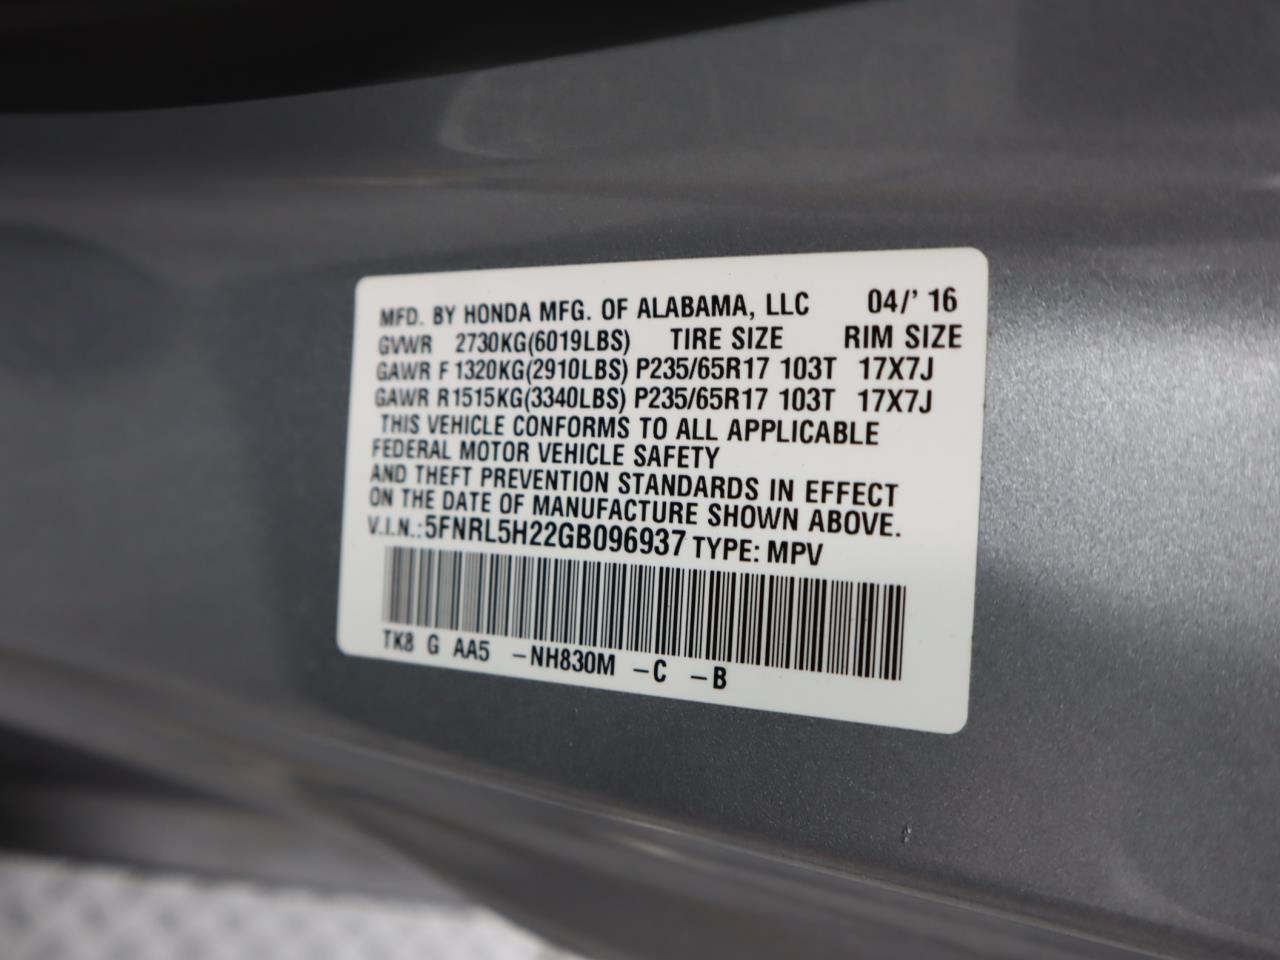 MFD. BY HONDA MFG. OF ALABAMA, LLC 04/' 16
GVWR 2730KG(6019LBS) TIRE SIZE RIM SIZE
GAWR F 1320KG(2910LBS) P235/65R17 103T 17X7J
GAWR R1515KG(3340LBS) P235/65R17 103T 17X7J
THIS VEHICLE CONFORMS TO ALL APPLICABLE
FEDERAL MOTOR VEHICLE SAFETY
AND THEFT PREVENTION STANDARDS IN EFFECT
ON THE DATE OF MANUFACTURE SHOWN ABOVE.
V.I.N.:5FNRL5H22GB096937 TYPE: MPV
TK8 G AA5 -NH830M -C -B